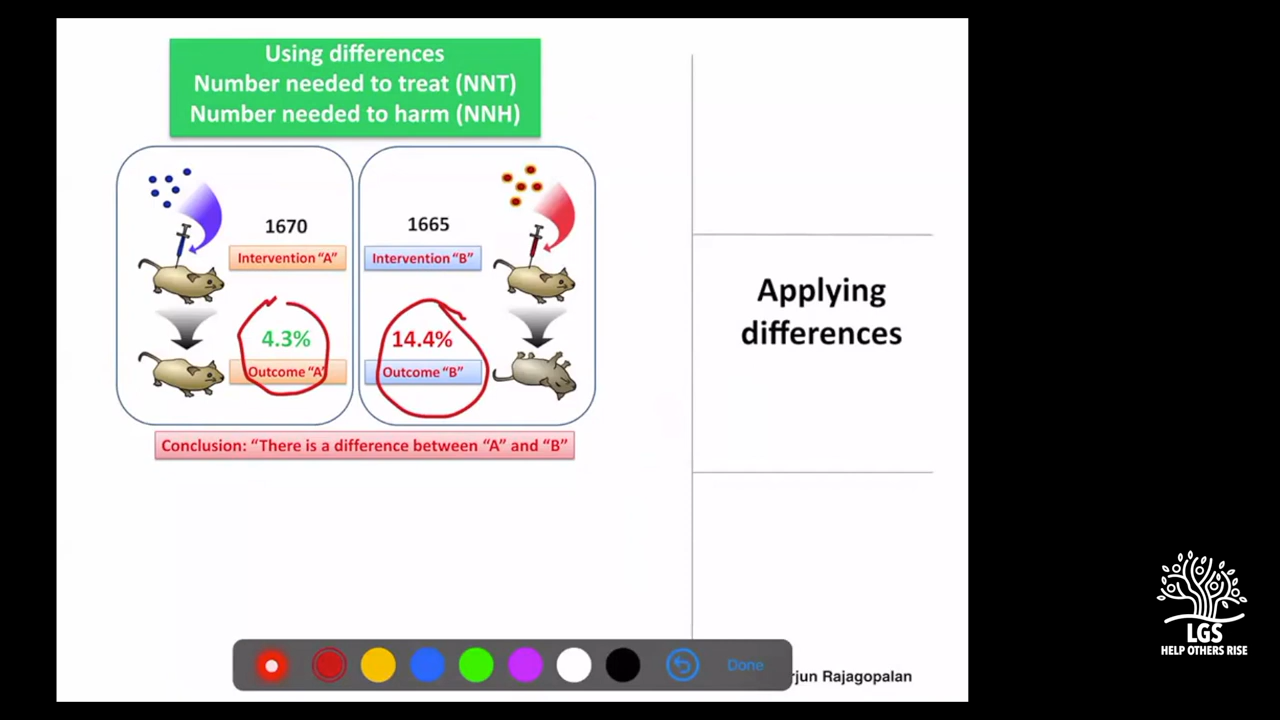 Using differences
Number needed to treat (NNT)
Number needed to harm (NNH)
1670
Intervention “A”
4.3%
Outcome “A”
1665
Intervention “B”
14.4%
Outcome “B”
Conclusion: “There is a difference between “A” and “B”
Applying
differences
Done
rjun Rajagopalan
LGS
HELP OTHERS RISE